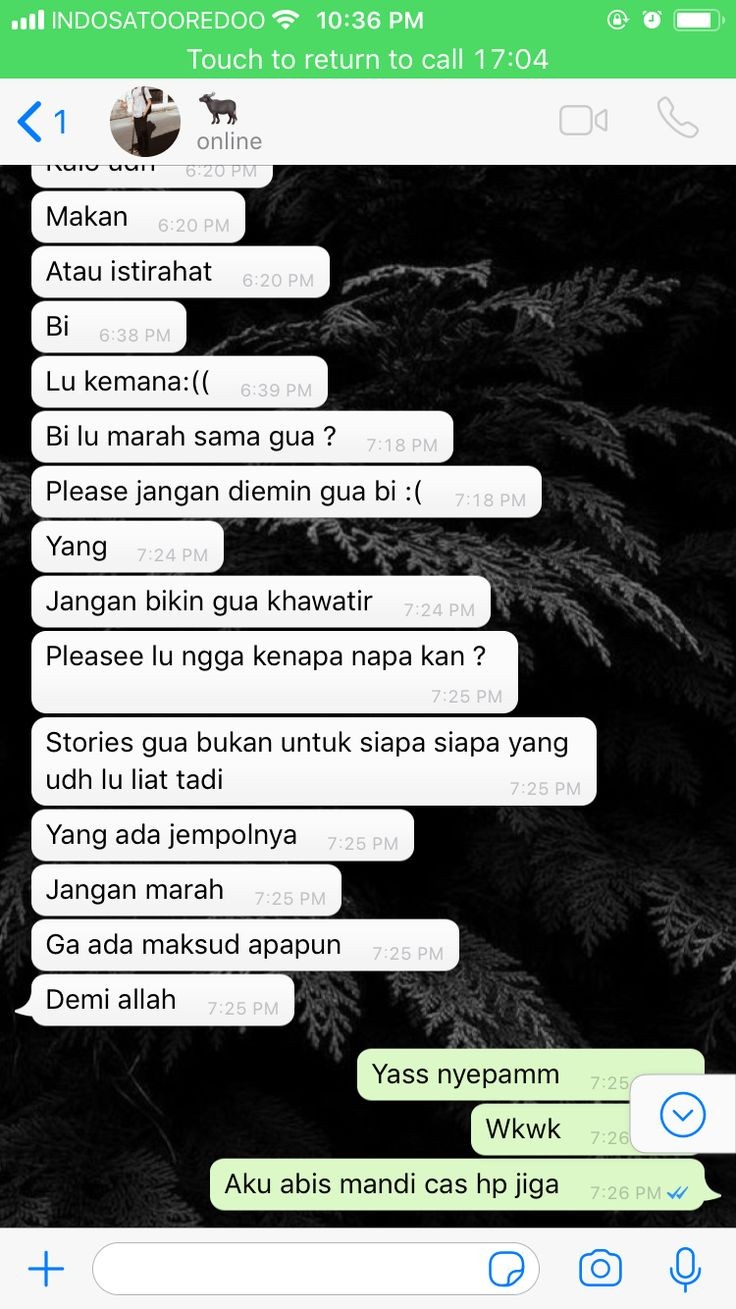 INDOSATOOREDOO 10:36 PM
Touch to return to call 17:04
1
online
Kalo udh 6:20 PM
Makan 6:20 PM
Atau istirahat 6:20 PM
Bi 6:38 PM
Lu kemana:(( 6:39 PM
Bi lu marah sama gua ? 7:18 PM
Please jangan diemin gua bi :( 7:18 PM
Yang 7:24 PM
Jangan bikin gua khawatir 7:24 PM
Pleasee lu ngga kenapa napa kan ?
7:25 PM
Stories gua bukan untuk siapa siapa yang
udh lu liat tadi 7:25 PM
Yang ada jempolnya 7:25 PM
Jangan marah 7:25 PM
Ga ada maksud apapun 7:25 PM
Demi allah 7:25 PM
Yass nyepamm 7:25
Wkwk 7:26
Aku abis mandi cas hp jiga 7:26 PM